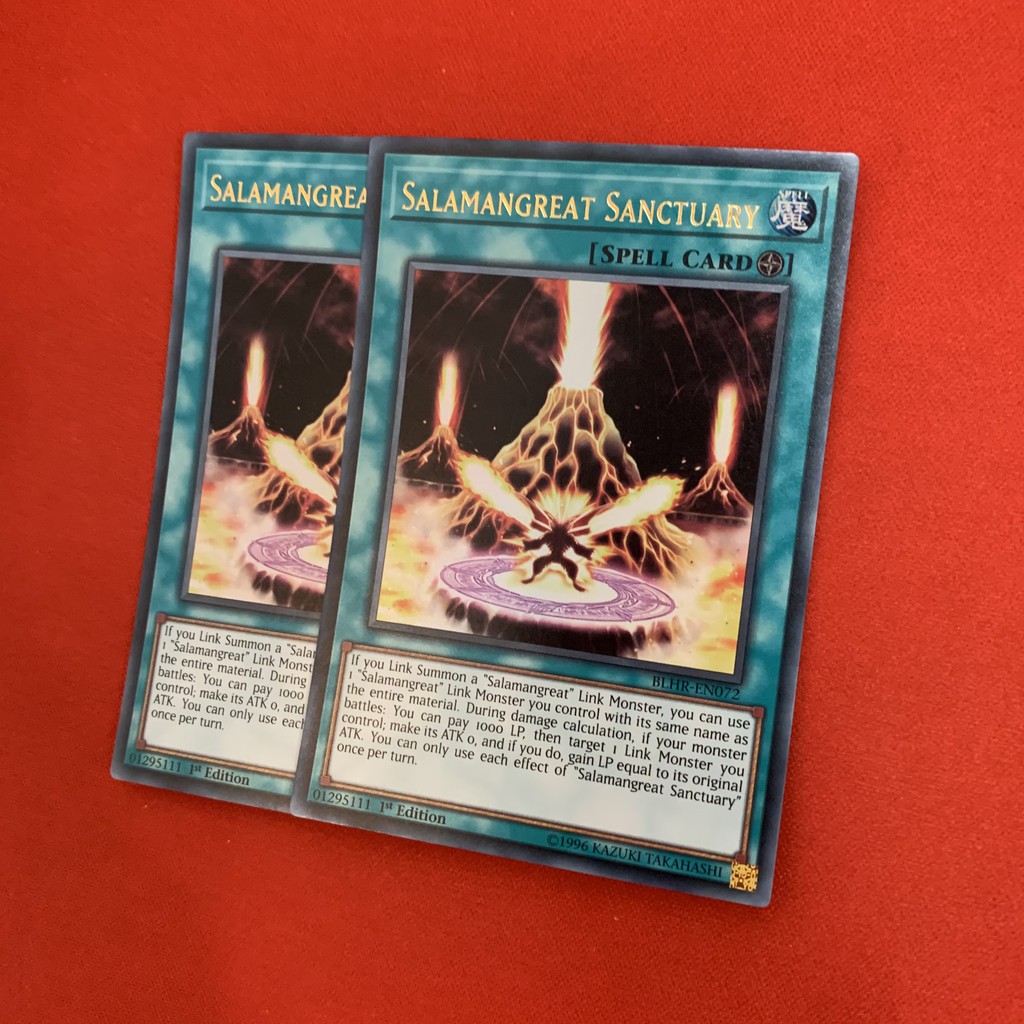 SALAMANGREA
If you Link Summon a "Salar
1 "Salamangreat" Link Monst
the entire material. During
battles: You can pay 1000
control; make its ATK 0, and
ATK. You can only use each
once per turn.
01295111 1st Edition
SALAMANGREAT SANCTUARY
SPELL
魔
[SPELL CARD]
BLHR-EN072
If you Link Summon a "Salamangreat" Link Monster, you can use
1 "Salamangreat" Link Monster you control with its same name as
the entire material. During damage calculation, if your monster
battles: You can pay 1000 LP, then target 1 Link Monster you
control; make its ATK 0, and if you do, gain LP equal to its original
ATK. You can only use each effect of "Salamangreat Sanctuary"
once per turn.
01295111 1st Edition
©1996 KAZUKI TAKAHASHI